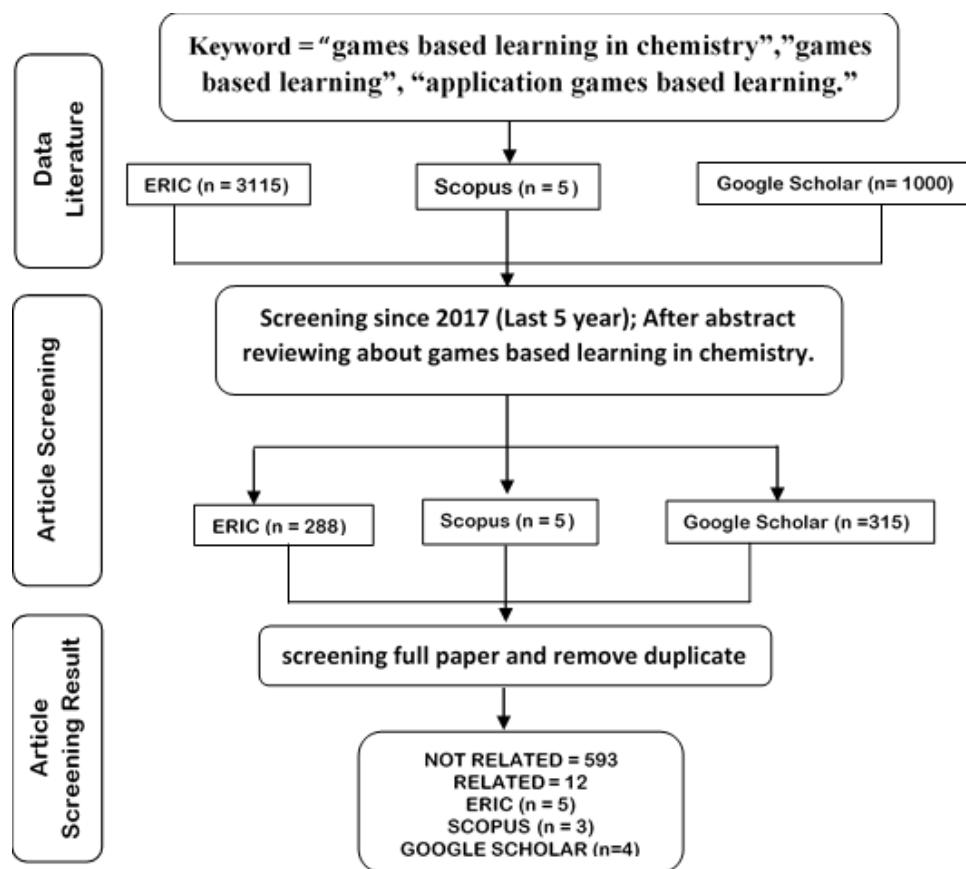 Keyword = “games based learning in chemistry”,”games
based learning”, “application games based learning.”
Data
Literature
ERIC (n = 3115)
Scopus (n = 5)
Google Scholar (n= 1000)
Article Screening
Screening since 2017 (Last 5 year); After abstract
reviewing about games based learning in chemistry.
ERIC (n = 288)
Scopus (n = 5)
Google Scholar (n =315)
Article
Screening Result
screening full paper and remove duplicate
NOT RELATED = 593
RELATED = 12
ERIC (n = 5)
SCOPUS (n = 3)
GOOGLE SCHOLAR (n=4)